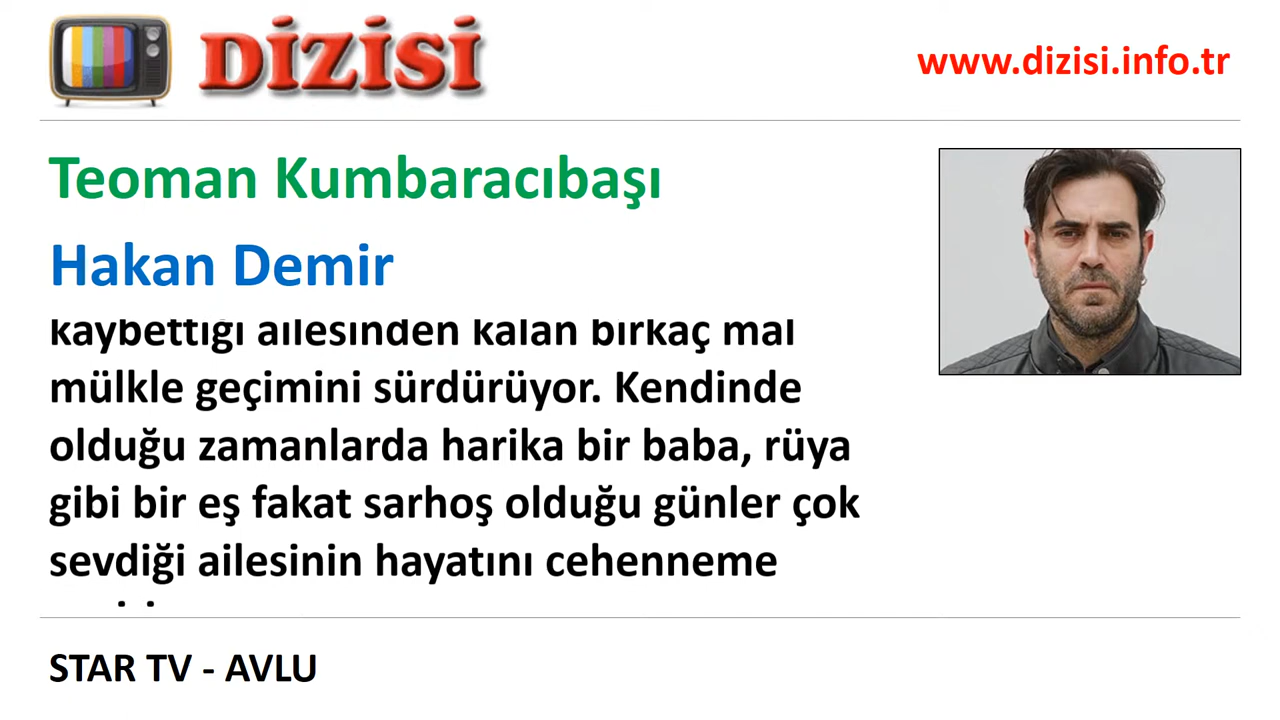 DİZİSİ
www.dizisi.info.tr
Teoman Kumbaracıbaşı
Hakan Demir
kaybettiği ailesinden kalan birkaç mal
mülkle geçimini sürdürüyor. Kendinde
olduğu zamanlarda harika bir baba, rüya
gibi bir eş fakat sarhoş olduğu günler çok
sevdiği ailesinin hayatını cehenneme
STAR TV - AVLU